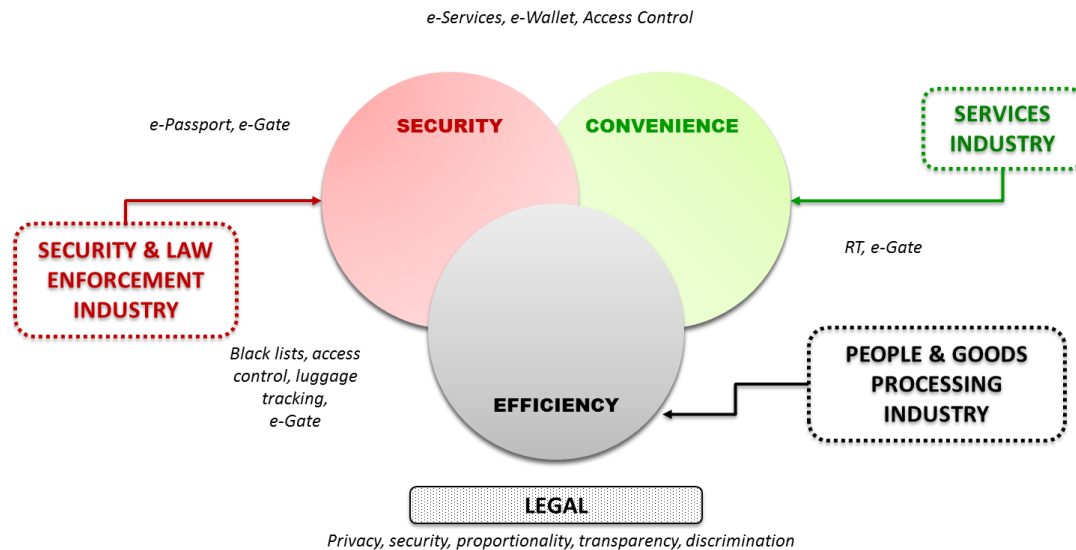 e-Services, e-Wallet, Access Control
e-Passport, e-Gate
SECURITY
CONVENIENCE
SERVICES
INDUSTRY
SECURITY & LAW
ENFORCEMENT
INDUSTRY
RT, e-Gate
Black lists, access
control, luggage
tracking,
e-Gate
EFFICIENCY
PEOPLE & GOODS
PROCESSING
INDUSTRY
LEGAL
Privacy, security, proportionality, transparency, discrimination